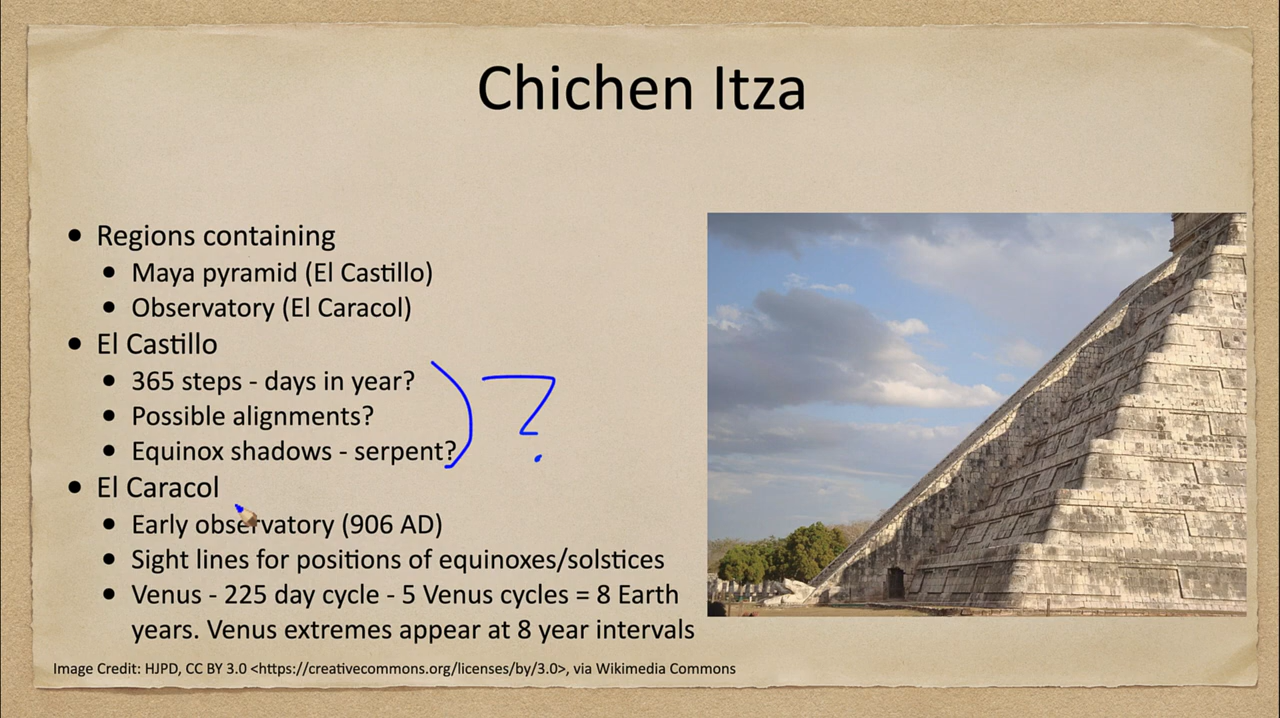 Chichen Itza
• Regions containing
• Maya pyramid (El Castillo)
• Observatory (El Caracol)
• El Castillo
• 365 steps - days in year?
• Possible alignments?
• Equinox shadows - serpent?
) ?
• El Caracol
• Early observatory (906 AD)
• Sight lines for positions of equinoxes/solstices
• Venus - 225 day cycle - 5 Venus cycles = 8 Earth
years. Venus extremes appear at 8 year intervals
Image Credit: HJPD, CC BY 3.0 <https://creativecommons.org/licenses/by/3.0>, via Wikimedia Commons